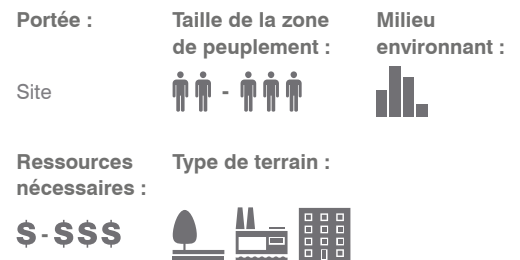 Portée :
Taille de la zone
de peuplement :
Milieu
environnant :
Site
-
Ressources
nécessaires :
Type de terrain :
$-$$$